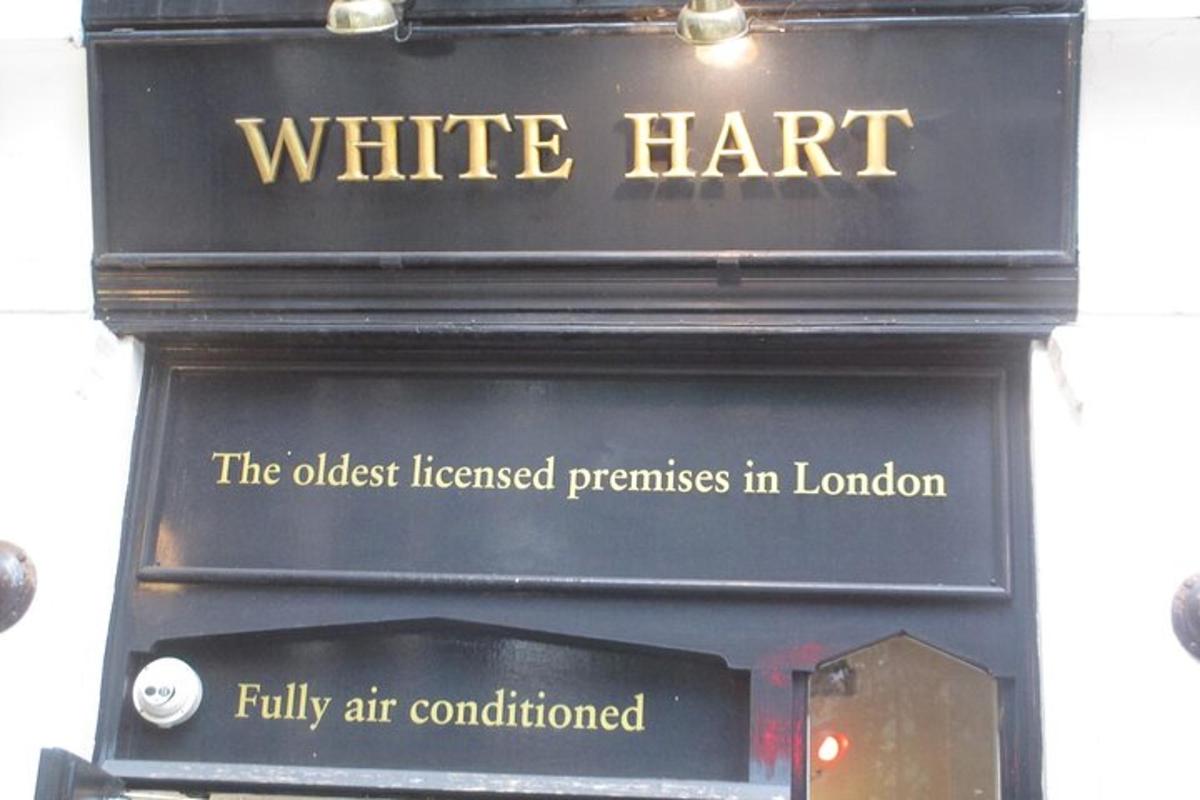 WHITE HART
The oldest licensed premises in London
Fully air conditioned